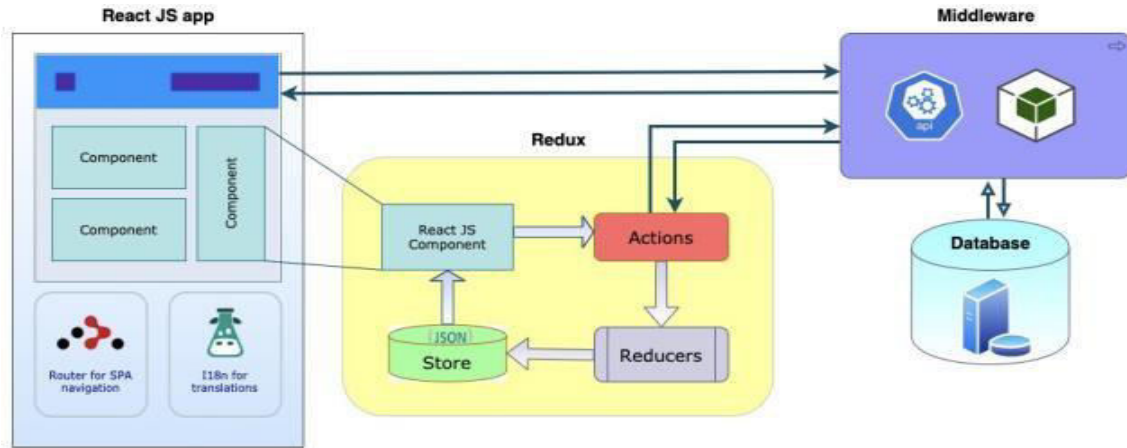 React JS app
Middleware
api
Redux
Component
Component
Component
React JS
Component
Actions
Database
{JSON}
Store
Reducers
Router for SPA
navigation
I18n for
translations